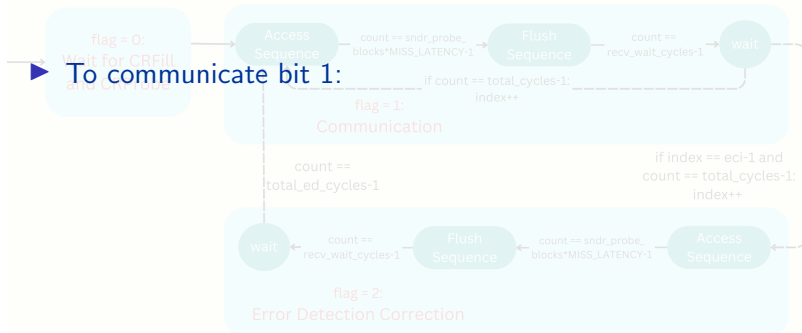 flag = 0:
Wait for CRFill
and CRProbe
▶ To communicate bit 1:
Access
Sequence
count == sndr_probe_
blocks*MISS_LATENCY-1
Flush
Sequence
count ==
recv_wait_cycles-1
wait
if count == total_cycles-1:
index++
flag = 1:
Communication
count ==
total_ed_cycles-1
if index == eci-1 and
count == total_cycles-1:
index++
wait
count ==
recv_wait_cycles-1
Flush
Sequence
count == sndr_probe_
blocks*MISS_LATENCY-1
Access
Sequence
flag = 2:
Error Detection Correction